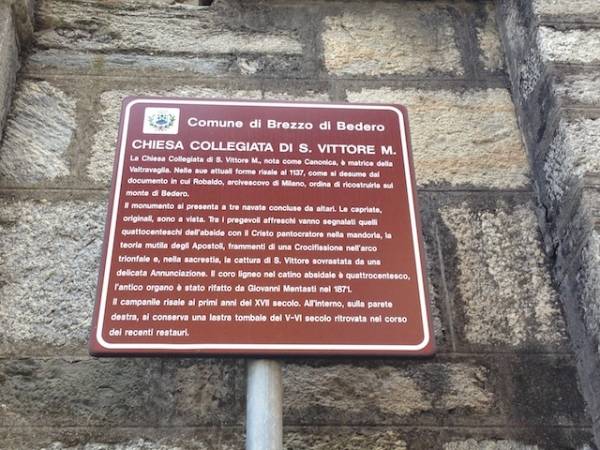 Comune di Brezzo di Bedero
CHIESA COLLEGIATA DI S. VITTORE M.
La Chiesa Collegiata di S. Vittore M., nota come Canonica, è matrice della
Valtravaglia. Nelle sue attuali forme risale al 1137, come si desume dal
documento in cui Robaldo, arcivescovo di Milano, ordina di ricostruirle sul
monte di Bedero.
Il monumento si presenta a tre navate concluse da altari. Le capriate,
originali, sono a vista. Tra i pregevoli affreschi vanno segnalati quelli
quattrocenteschi dell'abside con il Cristo pantocratore nella mandorla, la
teoria mutila degli Apostoli, frammenti di una Crocifissione nell'arco
trionfale e, nella sacrestia, la cattura di S. Vittore sovrastata da una
delicata Annunciazione. Il coro ligneo nel catino absidale è quattrocentesco,
l'antico organo è stato rifatto da Giovanni Mentasti nel 1871.
Il campanile risale ai primi anni del XVII secolo. All'interno, sulla parete
destra, si conserva una lastra tombale del V-VI secolo ritrovata nel corso
dei recenti restauri.